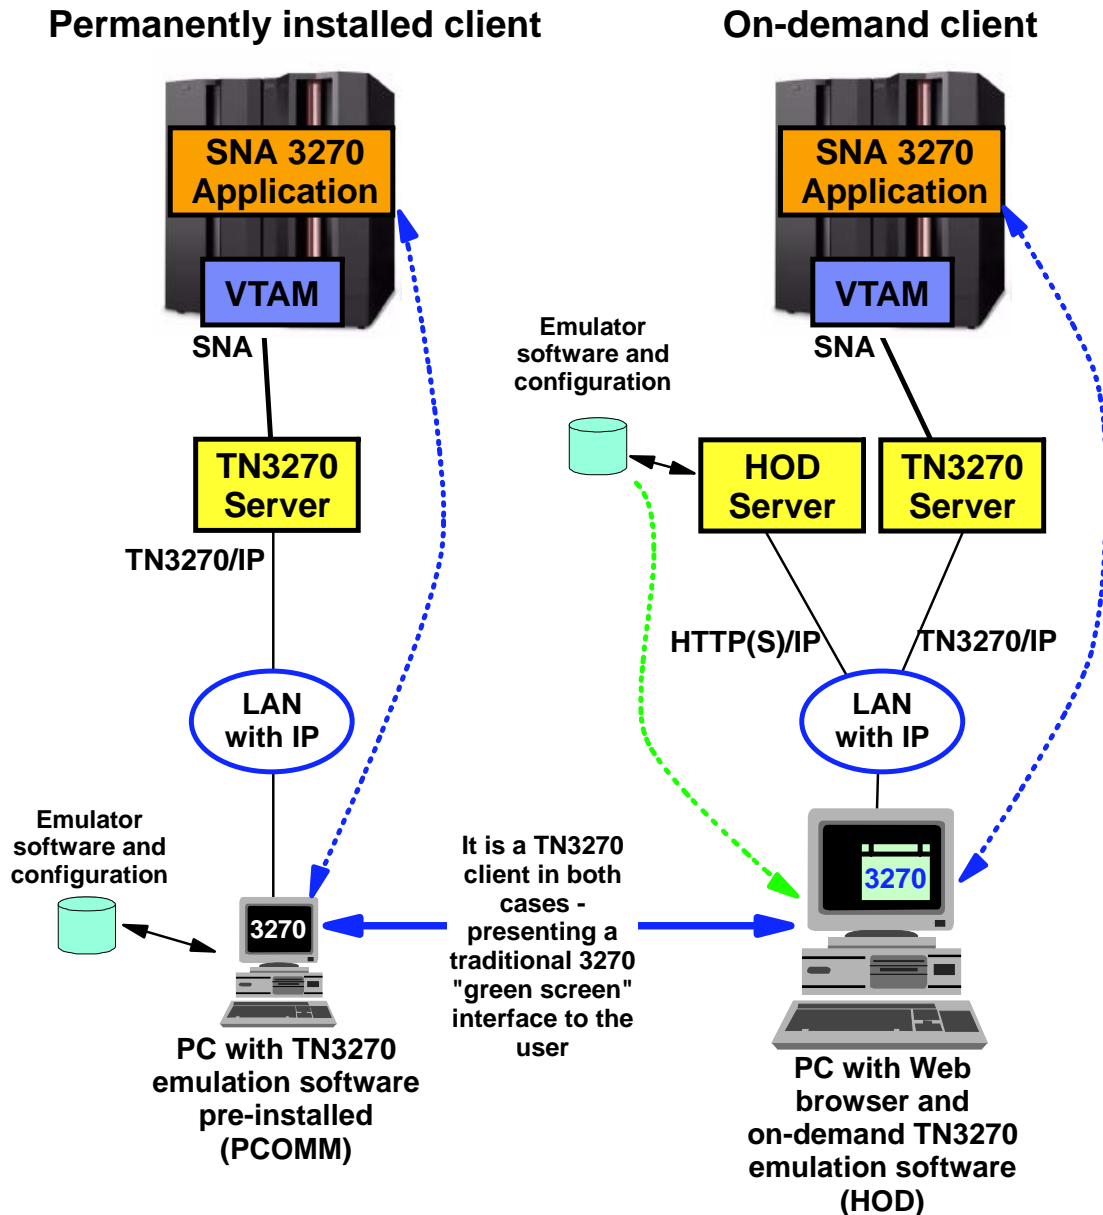 Permanently installed client
On-demand client
SNA 3270
Application
VTAM
SNA
TN3270
Server
TN3270/IP
LAN
with IP
Emulator
software and
configuration
3270
PC with TN3270
emulation software
pre-installed
(PCOMM)
It is a TN3270
client in both
cases -
presenting a
traditional 3270
"green screen"
interface to the
user
SNA 3270
Application
VTAM
SNA
Emulator
software and
configuration
HOD
Server
TN3270
Server
HTTP(S)/IP
TN3270/IP
LAN
with IP
3270
PC with Web
browser and
on-demand TN3270
emulation software
(HOD)